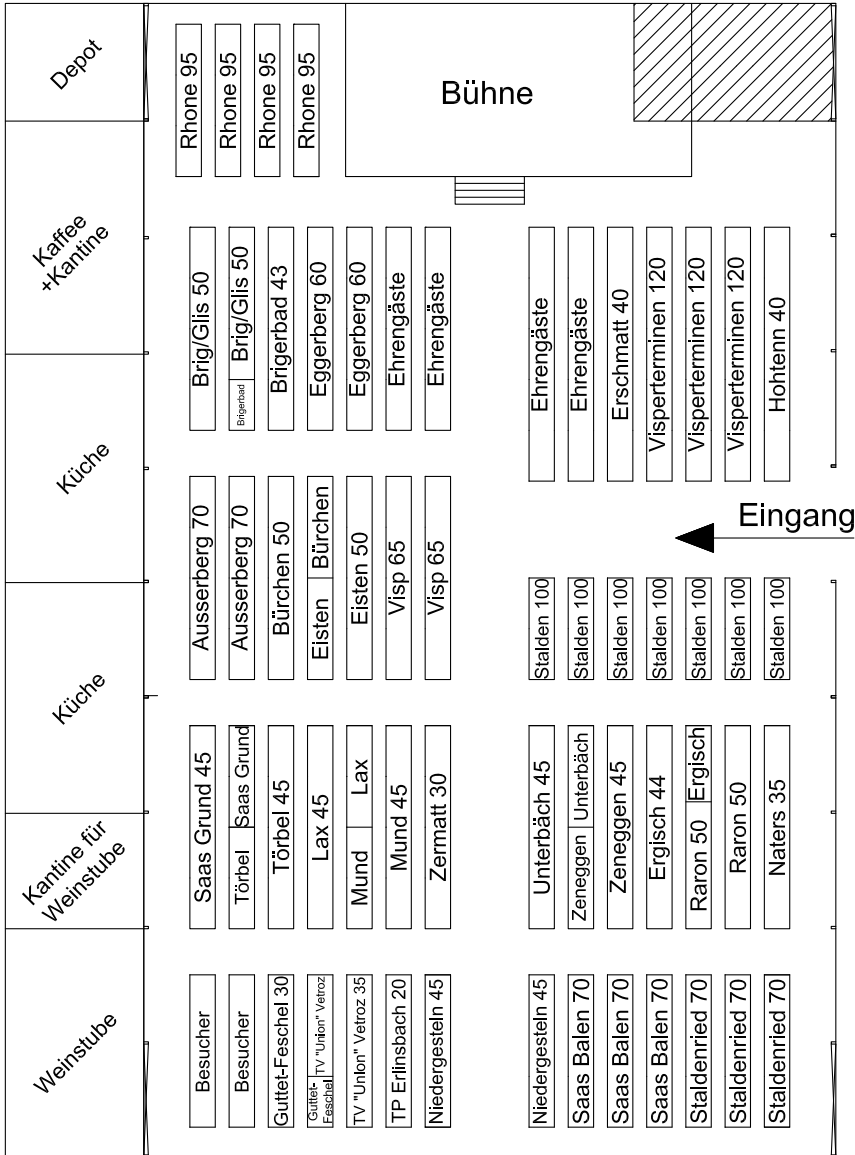 Depot
Kaffee
+Kantine
Küche
Küche
Kantine für
Weinstube
Weinstube
Rhone 95
Rhone 95
Rhone 95
Rhone 95
Bühne
Brig/Glis 50
Brigerbad
Brig/Glis 50
Brigerbad 43
Eggerberg 60
Eggerberg 60
Ehrengäste
Ehrengäste
Ehrengäste
Ehrengäste
Erschmatt 40
Visperterminen 120
Visperterminen 120
Visperterminen 120
Hohtenn 40
Eingang
Ausserberg 70
Ausserberg 70
Bürchen 50
Eisten
Bürchen
Eisten 50
Visp 65
Visp 65
Stalden 100
Stalden 100
Stalden 100
Stalden 100
Stalden 100
Stalden 100
Stalden 100
Saas Grund 45
Törbel
Saas Grund
Törbel 45
Lax 45
Mund
Lax
Mund 45
Zermatt 30
Unterbäch 45
Zeneggen
Unterbäch
Zeneggen 45
Ergisch 44
Raron 50
Ergisch
Raron 50
Naters 35
Besucher
Besucher
Guttet-Feschel 30
Guttet-
Feschel
TV "Union" Vetroz
TV "Union" Vetroz 35
TP Erlinsbach 20
Niedergesteln 45
Niedergesteln 45
Saas Balen 70
Saas Balen 70
Saas Balen 70
Staldenried 70
Staldenried 70
Staldenried 70